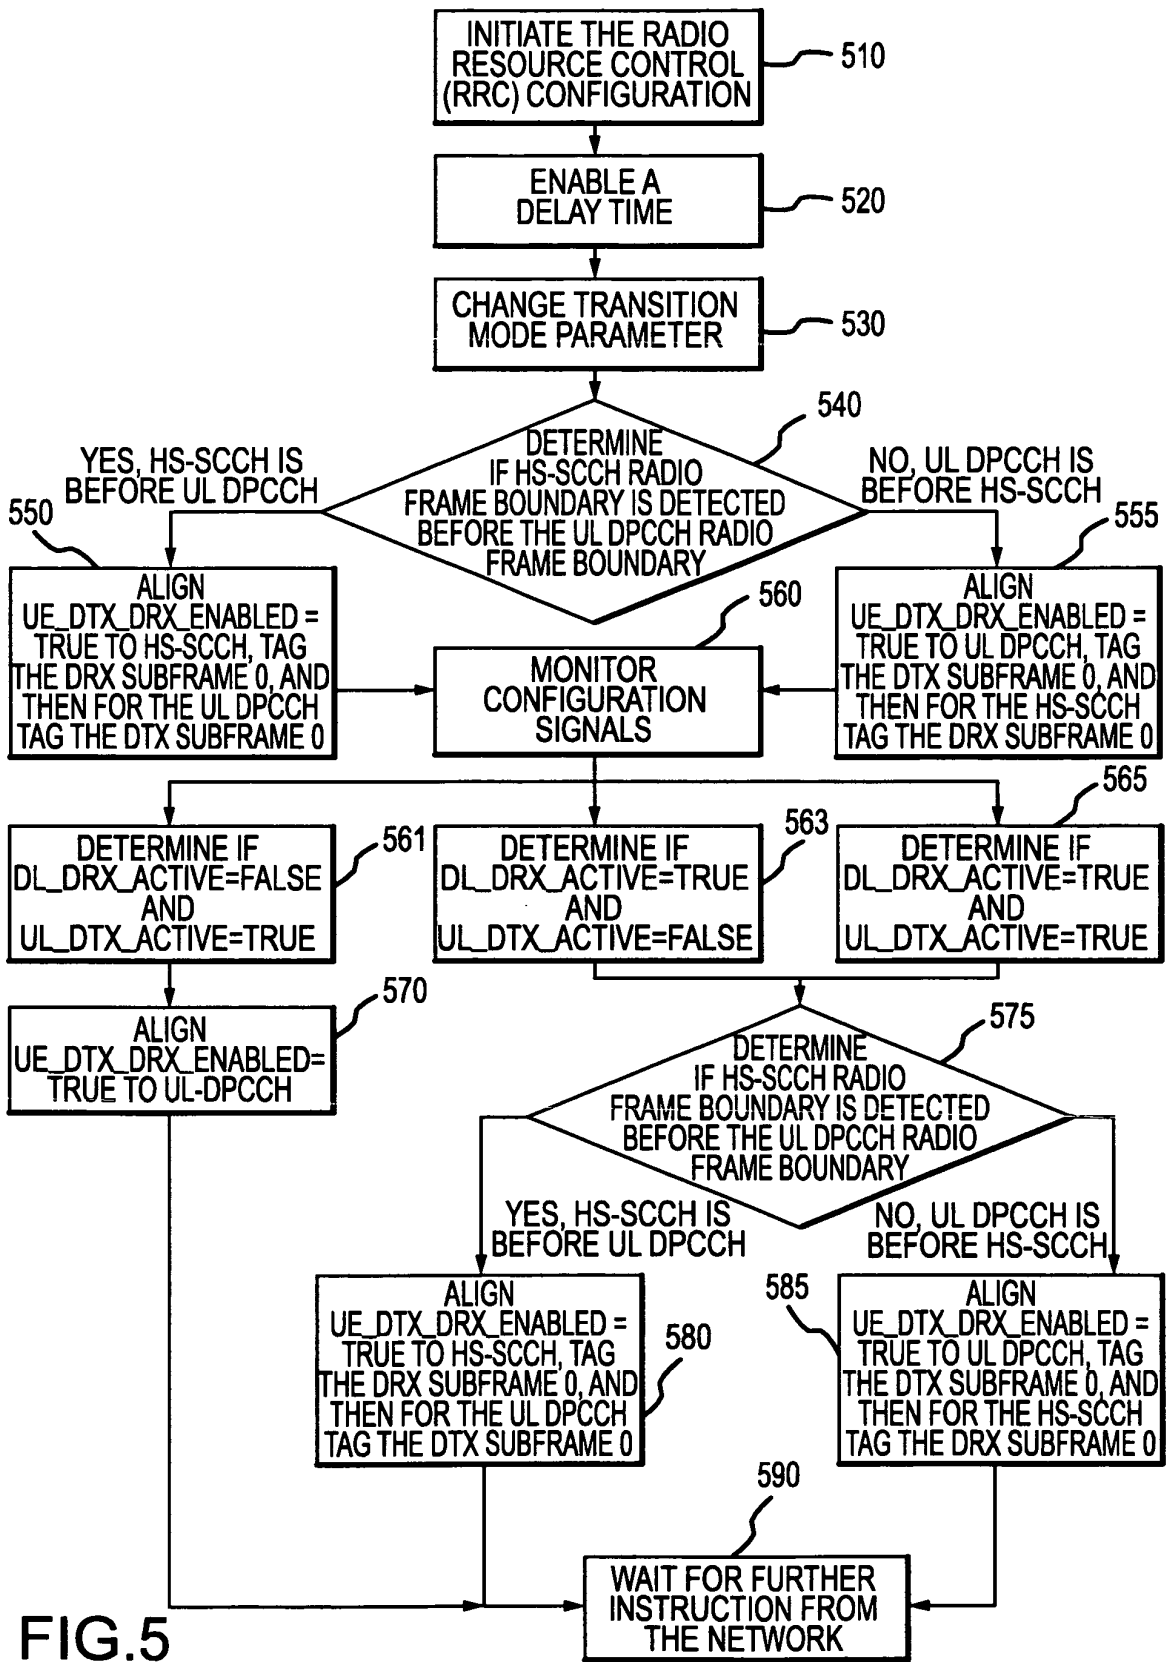 INITIATE THE RADIO
RESOURCE CONTROL
(RRC) CONFIGURATION
510
ENABLE A
DELAY TIME
520
CHANGE TRANSITION
MODE PARAMETER
530
540
DETERMINE
IF HS-SCCH RADIO
FRAME BOUNDARY IS DETECTED
BEFORE THE UL DPCCH RADIO
FRAME BOUNDARY
YES, HS-SCCH IS
BEFORE UL DPCCH
NO, UL DPCCH IS
BEFORE HS-SCCH
550
ALIGN
UE_DTX_DRX_ENABLED =
TRUE TO HS-SCCH, TAG
THE DRX SUBFRAME 0, AND
THEN FOR THE UL DPCCH
TAG THE DTX SUBFRAME 0
555
ALIGN
UE_DTX_DRX_ENABLED =
TRUE TO UL DPCCH, TAG
THE DTX SUBFRAME 0, AND
THEN FOR THE HS-SCCH
TAG THE DRX SUBFRAME 0
560
MONITOR
CONFIGURATION
SIGNALS
561
DETERMINE IF
DL_DRX_ACTIVE=FALSE
AND
UL_DTX_ACTIVE=TRUE
563
DETERMINE IF
DL_DRX_ACTIVE=TRUE
AND
UL_DTX_ACTIVE=FALSE
565
DETERMINE IF
DL_DRX_ACTIVE=TRUE
AND
UL_DTX_ACTIVE=TRUE
570
ALIGN
UE_DTX_DRX_ENABLED=
TRUE TO UL-DPCCH
575
DETERMINE
IF HS-SCCH RADIO
FRAME BOUNDARY IS DETECTED
BEFORE THE UL DPCCH RADIO
FRAME BOUNDARY
YES, HS-SCCH IS
BEFORE UL DPCCH
NO, UL DPCCH IS
BEFORE HS-SCCH
ALIGN
UE_DTX_DRX_ENABLED =
TRUE TO HS-SCCH, TAG
THE DRX SUBFRAME 0, AND
THEN FOR THE UL DPCCH
TAG THE DTX SUBFRAME 0
580
585
ALIGN
UE_DTX_DRX_ENABLED =
TRUE TO UL DPCCH, TAG
THE DTX SUBFRAME 0, AND
THEN FOR THE HS-SCCH
TAG THE DRX SUBFRAME 0
590
WAIT FOR FURTHER
INSTRUCTION FROM
THE NETWORK
FIG.5